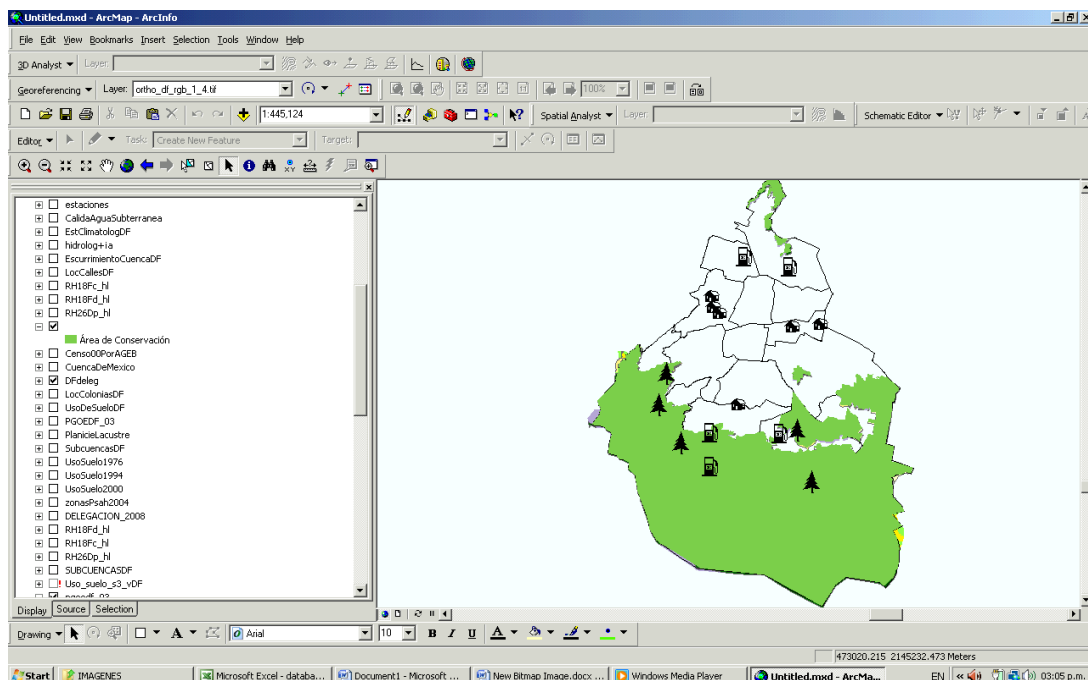 Untitled.mxd - ArcMap - ArcInfo
File Edit View Bookmarks Insert Selection Tools Window Help
3D Analyst Layer:
Georeferencing Layer: ortho_df_rgb_1_4.tif 100%
1:445,124 Spatial Analyst Layer: Schematic Editor
Editor Task: Create New Feature Target:
estaciones
CalidaAguaSubterranea
EstClimatologDF
hidrolog+ia
EscurrimientoCuencaDF
LocCallesDF
RH18Fc_hl
RH18Fd_hl
RH26Dp_hl
Área de Conservación
Censo00PorAGEB
CuencaDeMexico
DFdeleg
LocColoniasDF
UsoDeSueloDF
PGOEDF_03
PlanicieLacustre
SubcuencasDF
UsoSuelo1976
UsoSuelo1994
UsoSuelo2000
zonasPsah2004
DELEGACION_2008
RH18Fd_hl
RH18Fc_hl
RH26Dp_hl
SUBCUENCASDF
! Uso_suelo_s3_vDF
pgoedf_03
Display Source Selection
Drawing A Arial 10 B I U A
473020.215 2145232.473 Meters
Start IMAGENES Microsoft Excel - databa... Document1 - Microsoft ... New Bitmap Image.docx ... Windows Media Player Untitled.mxd - ArcMa... EN 03:05 p.m.